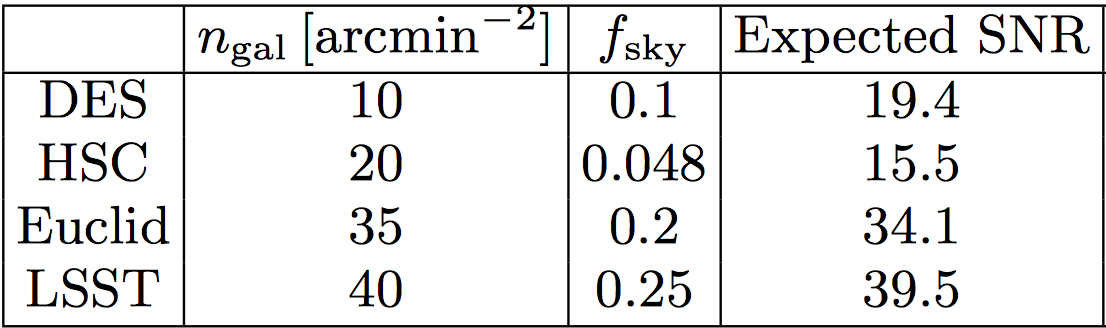 n_gal [arcmin⁻²] f_sky Expected SNR
DES 10 0.1 19.4
HSC 20 0.048 15.5
Euclid 35 0.2 34.1
LSST 40 0.25 39.5